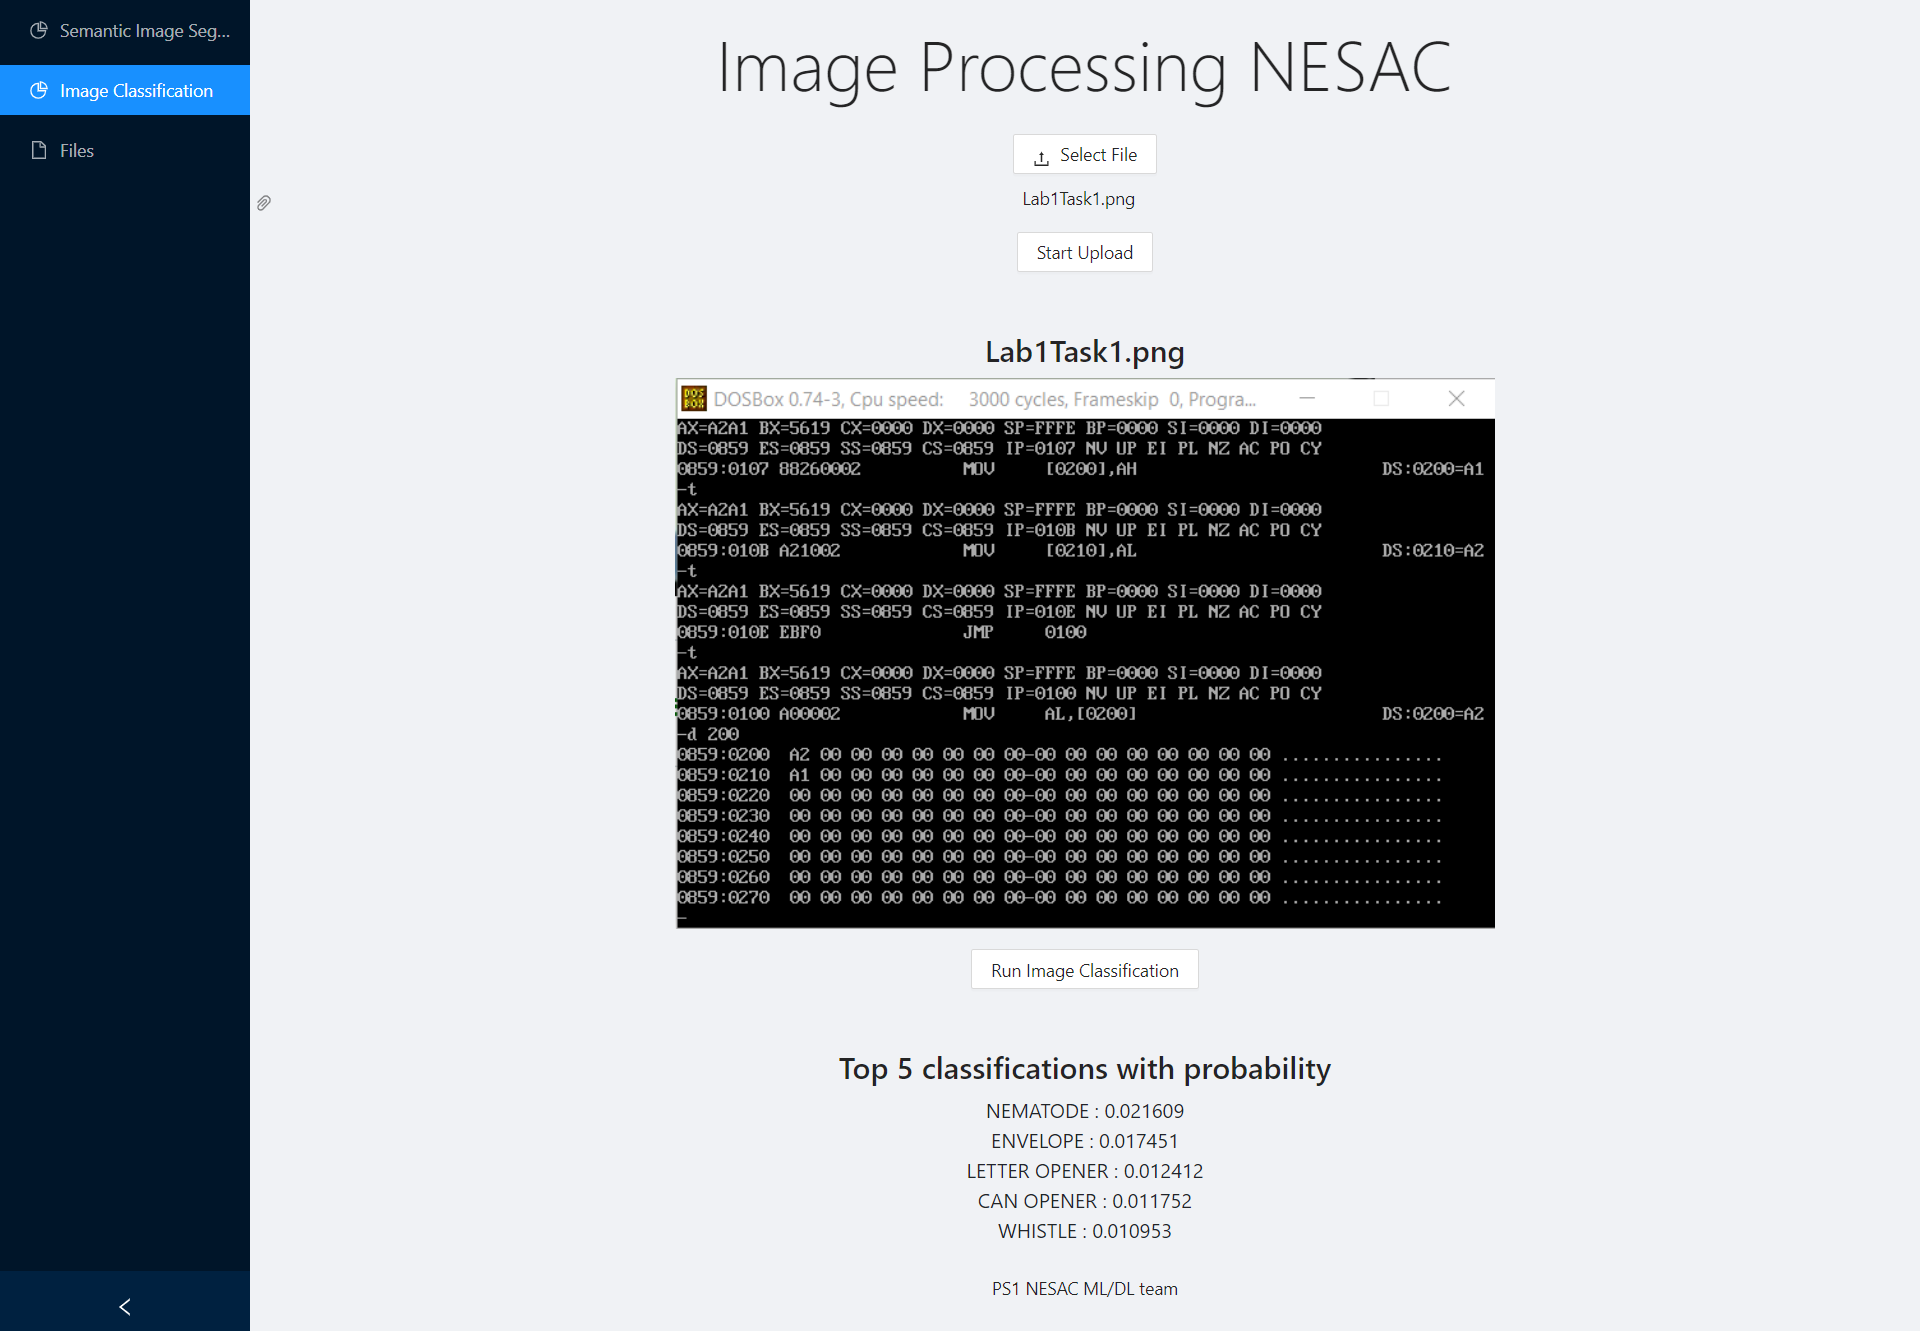 Semantic Image Seg...
Image Classification
Files
Image Processing NESAC
Select File
Lab1Task1.png
Start Upload
Lab1Task1.png
DOS BOX
DOSBox 0.74-3, Cpu speed: 3000 cycles, Frameskip 0, Progra...
AX=A2A1 BX=5619 CX=0000 DX=0000 SP=FFFE BP=0000 SI=0000 DI=0000
DS=0859 ES=0859 SS=0859 CS=0859 IP=0107 NV UP EI PL NZ AC PO CY
0859:0107 88260002 MOV [0200],AH DS:0200=A1
-t
AX=A2A1 BX=5619 CX=0000 DX=0000 SP=FFFE BP=0000 SI=0000 DI=0000
DS=0859 ES=0859 SS=0859 CS=0859 IP=010B NV UP EI PL NZ AC PO CY
0859:010B A21002 MOV [0210],AL DS:0210=A2
-t
AX=A2A1 BX=5619 CX=0000 DX=0000 SP=FFFE BP=0000 SI=0000 DI=0000
DS=0859 ES=0859 SS=0859 CS=0859 IP=010E NV UP EI PL NZ AC PO CY
0859:010E EBF0 JMP 0100
-t
AX=A2A1 BX=5619 CX=0000 DX=0000 SP=FFFE BP=0000 SI=0000 DI=0000
DS=0859 ES=0859 SS=0859 CS=0859 IP=0100 NV UP EI PL NZ AC PO CY
0859:0100 A00002 MOV AL,[0200] DS:0200=A2
-d 200
0859:0200 A2 00 00 00 00 00 00 00-00 00 00 00 00 00 00 00 ................
0859:0210 A1 00 00 00 00 00 00 00-00 00 00 00 00 00 00 00 ................
0859:0220 00 00 00 00 00 00 00 00-00 00 00 00 00 00 00 00 ................
0859:0230 00 00 00 00 00 00 00 00-00 00 00 00 00 00 00 00 ................
0859:0240 00 00 00 00 00 00 00 00-00 00 00 00 00 00 00 00 ................
0859:0250 00 00 00 00 00 00 00 00-00 00 00 00 00 00 00 00 ................
0859:0260 00 00 00 00 00 00 00 00-00 00 00 00 00 00 00 00 ................
0859:0270 00 00 00 00 00 00 00 00-00 00 00 00 00 00 00 00 ................
-
Run Image Classification
Top 5 classifications with probability
NEMATODE : 0.021609
ENVELOPE : 0.017451
LETTER OPENER : 0.012412
CAN OPENER : 0.011752
WHISTLE : 0.010953
PS1 NESAC ML/DL team